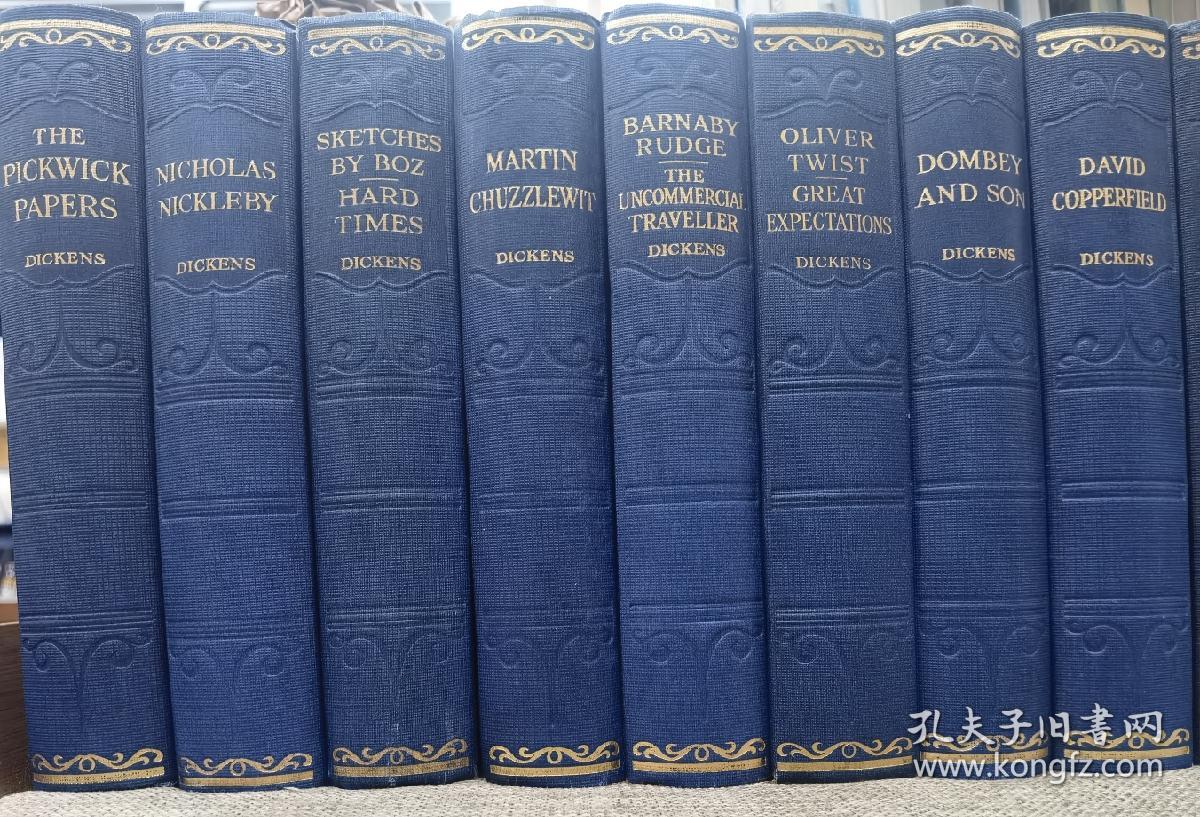 THE
PICKWICK
PAPERS
DICKENS
NICHOLAS
NICKLEBY
DICKENS
SKETCHES
BY BOZ
HARD
TIMES
DICKENS
MARTIN
CHUZZLEWIT
DICKENS
BARNABY
RUDGE
THE
UNCOMMERCIAL
TRAVELLER
DICKENS
OLIVER
TWIST
GREAT
EXPECTATIONS
DICKENS
DOMBEY
AND SON
DICKENS
DAVID
COPPERFIELD
DICKENS
孔夫子旧書网
www.kongfz.com